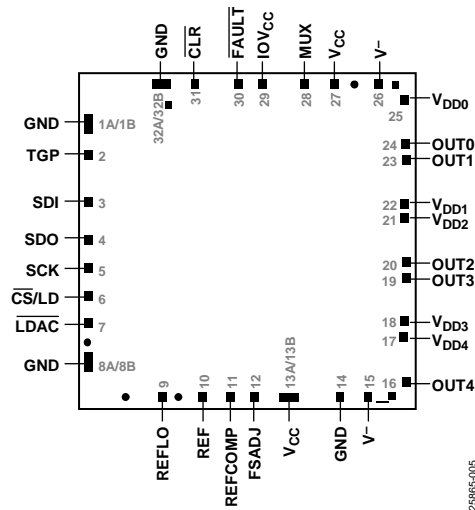 GND
CLR
FAULT
IOVCC
MUX
VCC
V–
32A/32B
31
30
29
28
27
26
25
VDD0
GND
1A/1B
TGP
2
24
OUT0
23
OUT1
SDI
3
22
VDD1
21
VDD2
SDO
4
SCK
5
20
OUT2
19
OUT3
CS/LD
6
LDAC
7
18
VDD3
17
VDD4
GND
8A/8B
16
OUT4
9
10
11
12
13A/13B
14
15
REFLO
REF
REFCOMP
FSADJ
VCC
GND
V–
25865-005